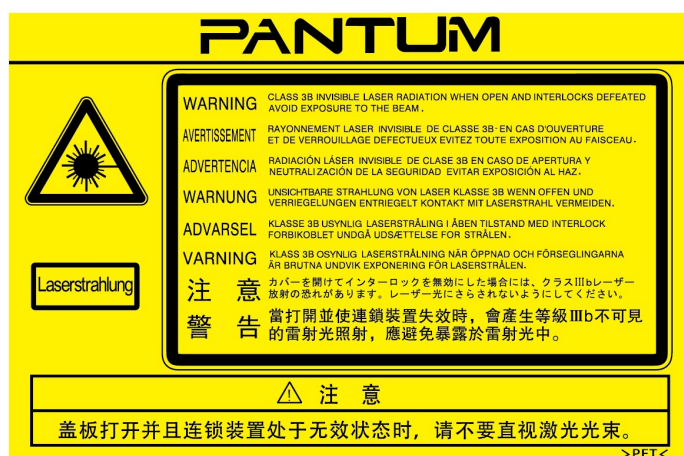 PANTUM
WARNING CLASS 3B INVISIBLE LASER RADIATION WHEN OPEN AND INTERLOCKS DEFEATED
AVOID EXPOSURE TO THE BEAM.
AVERTISSEMENT RAYONNEMENT LASER INVISIBLE DE CLASSE 3B-EN CAS D'OUVERTURE
ET DE VERROUILLAGE DEFECTUEUX EVITEZ TOUTE EXPOSITION AU FAISCEAU.
ADVERTENCIA RADIACIÓN LÁSER INVISIBLE DE CLASE 3B EN CASO DE APERTURA Y
NEUTRALIZACIÓN DE LA SEGURIDAD EVITAR EXPOSICIÓN AL HAZ.
WARNUNG UNSICHTBARE STRAHLUNG VON LASER KLASSE 3B WENN OFFEN UND
VERRIEGELUNGEN ENTRIEGELT KONTAKT MIT LASERSTRAHL VERMEIDEN.
ADVARSEL KLASSE 3B USYNLIG LASERSTRÅLING I ÅBEN TILSTAND MED INTERLOCK
FORBIKOBLET UNDGÅ UDSÆTTELSE FOR STRÅLEN.
VARNING KLASS 3B OSYNLIG LASERSTRÅLNING NÄR ÖPPNAD OCH FÖRSEGLINGARNA
ÄR BRUTNA UNDVIK EXPONERING FÖR LASERSTRÅLEN.
Laserstrahlung
注 意 カバーを開けてインターロックを無効にした場合には、クラスIIIbレーザー
放射の恐れがあります。レーザー光にさらされないようにしてください。
警 告 當打開並使連鎖裝置失效時，會產生等級IIIb不可見
的雷射光照射，應避免暴露於雷射光中。
⚠ 注 意
盖板打开并且连锁装置处于无效状态时，请不要直视激光光束。
>PET<